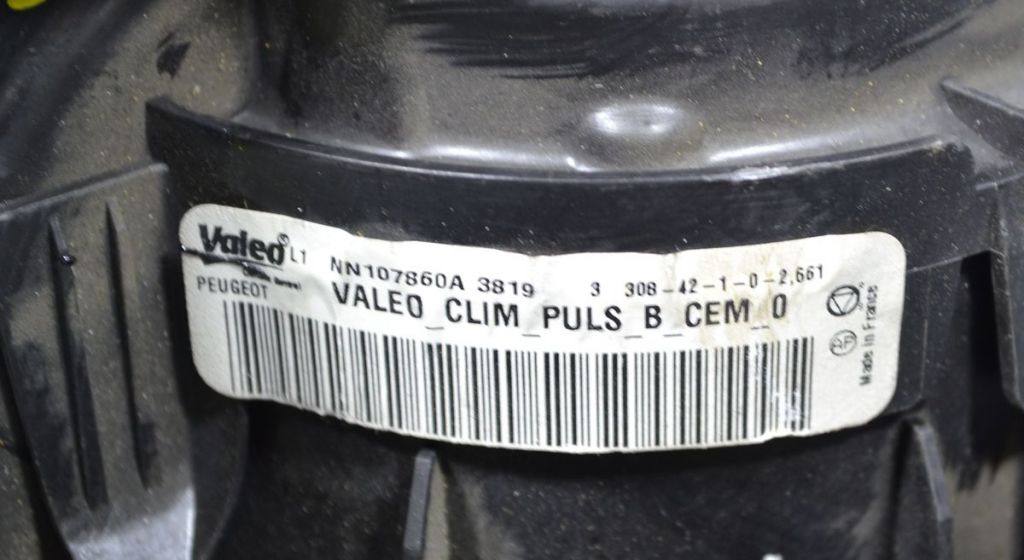 Valeo L1 NN107860A 3819 3 308-42-1-0-2,661
PEUGEOT VALEO_CLIM_PULS_B_CEM_0
Made in France